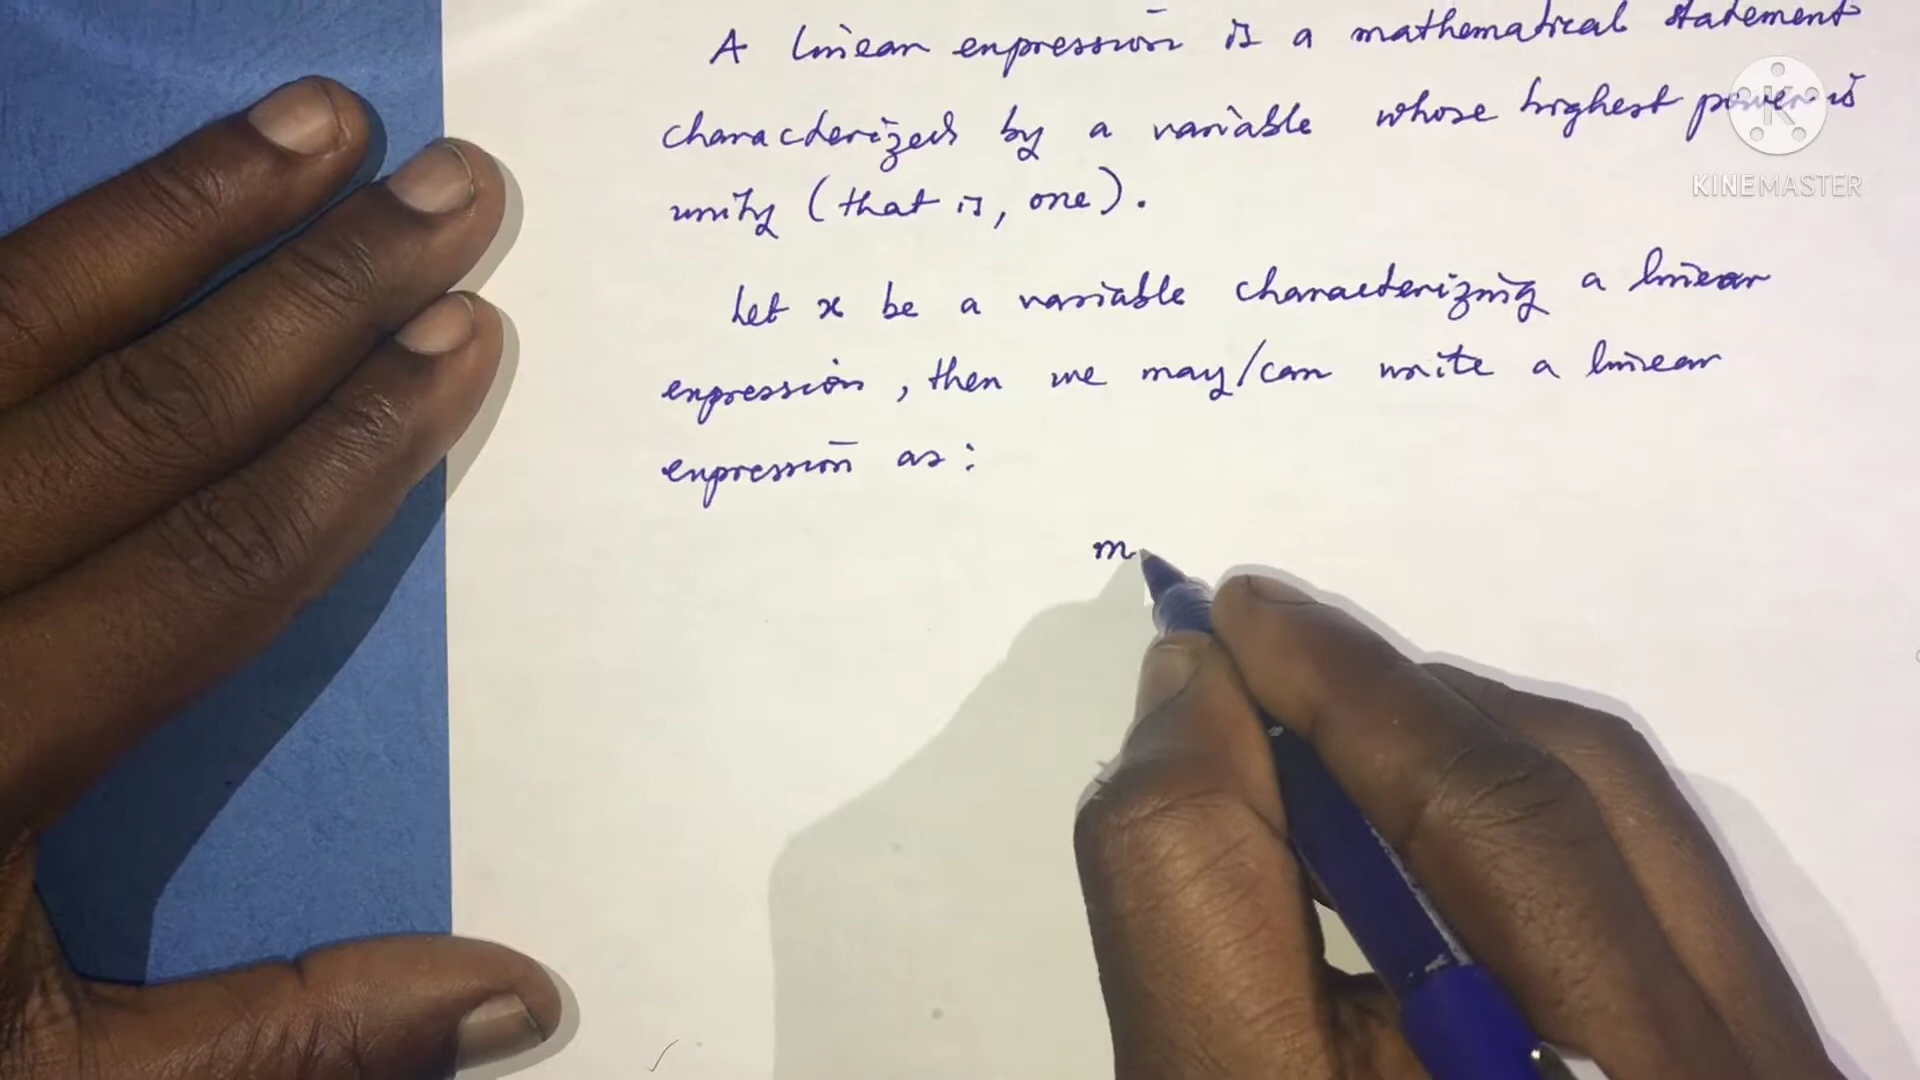 A linear expression is a mathematical statement
characterized by a variable whose highest power is
unity (that is, one).
Let x be a variable characterizing a linear
expression, then we may/can write a linear
expression as:
m
KINEMASTER